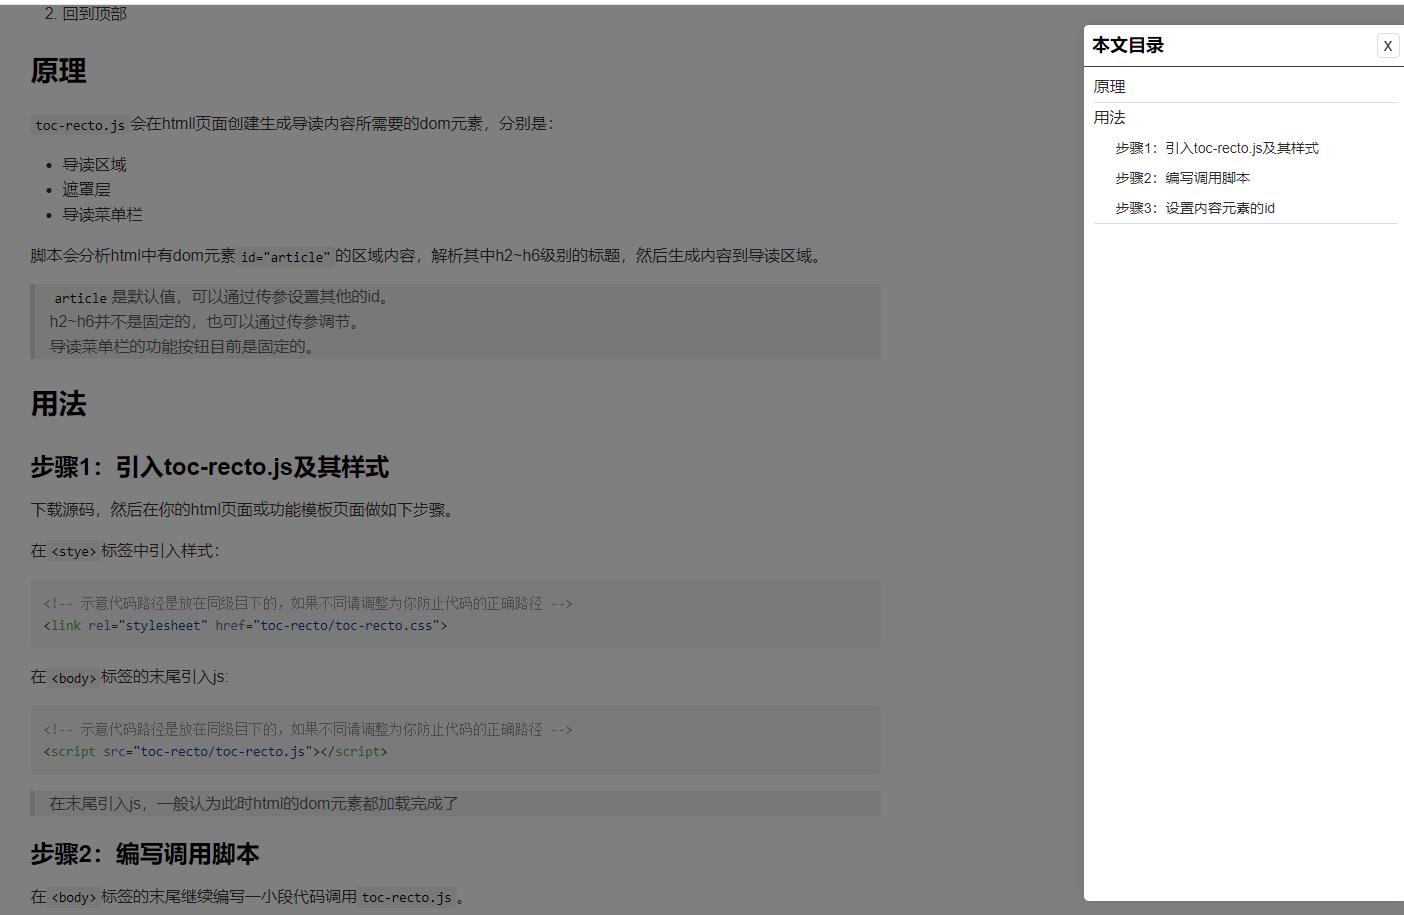 2. 回到顶部
原理
toc-recto.js 会在htmll页面创建生成导读内容所需要的dom元素，分别是：
• 导读区域
• 遮罩层
• 导读菜单栏
脚本会分析html中有dom元素 id="article" 的区域内容，解析其中h2~h6级别的标题，然后生成内容到导读区域。
article 是默认值，可以通过传参设置其他的id。
h2~h6并不是固定的，也可以通过传参调节。
导读菜单栏的功能按钮目前是固定的。
用法
步骤1：引入toc-recto.js及其样式
下载源码，然后在你的html页面或功能模板页面做如下步骤。
在 <stye> 标签中引入样式：
<!-- 示意代码路径是放在同级目下的，如果不同请调整为你防止代码的正确路径 -->
<link rel="stylesheet" href="toc-recto/toc-recto.css">
在 <body> 标签的末尾引入js:
<!-- 示意代码路径是放在同级目下的，如果不同请调整为你防止代码的正确路径 -->
<script src="toc-recto/toc-recto.js"></script>
在末尾引入js，一般认为此时html的dom元素都加载完成了
步骤2：编写调用脚本
在 <body> 标签的末尾继续编写一小段代码调用 toc-recto.js 。
本文目录
X
原理
用法
步骤1：引入toc-recto.js及其样式
步骤2：编写调用脚本
步骤3：设置内容元素的id